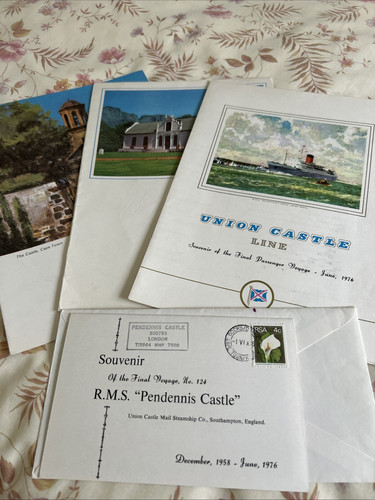 The Castle, Cape Town
UNION CASTLE
LINE
Souvenir of the Final Passenger Voyage - June, 1976
PENDENNIS CASTLE
300793
LONDON
RSA 4c
Souvenir
Of the Final Voyage, No. 124
R.M.S. "Pendennis Castle"
Union Castle Mail Steamship Co., Southampton, England.
December, 1958 - June, 1976